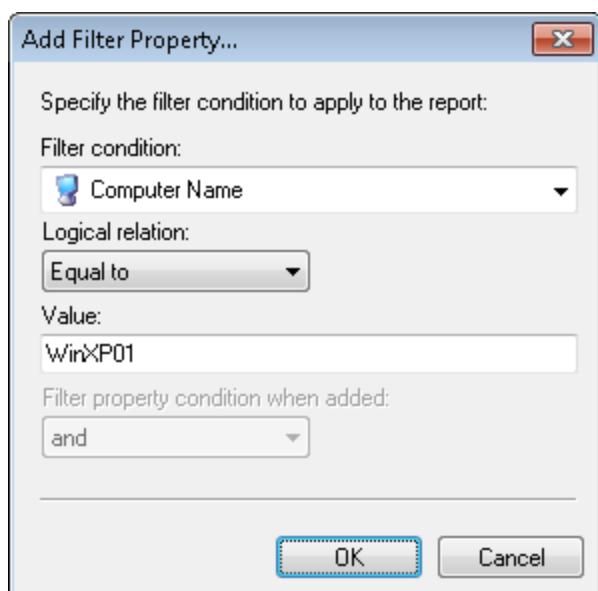 Add Filter Property...
Specify the filter condition to apply to the report:
Filter condition:
Computer Name
Logical relation:
Equal to
Value:
WinXP01
Filter property condition when added:
and
OK Cancel